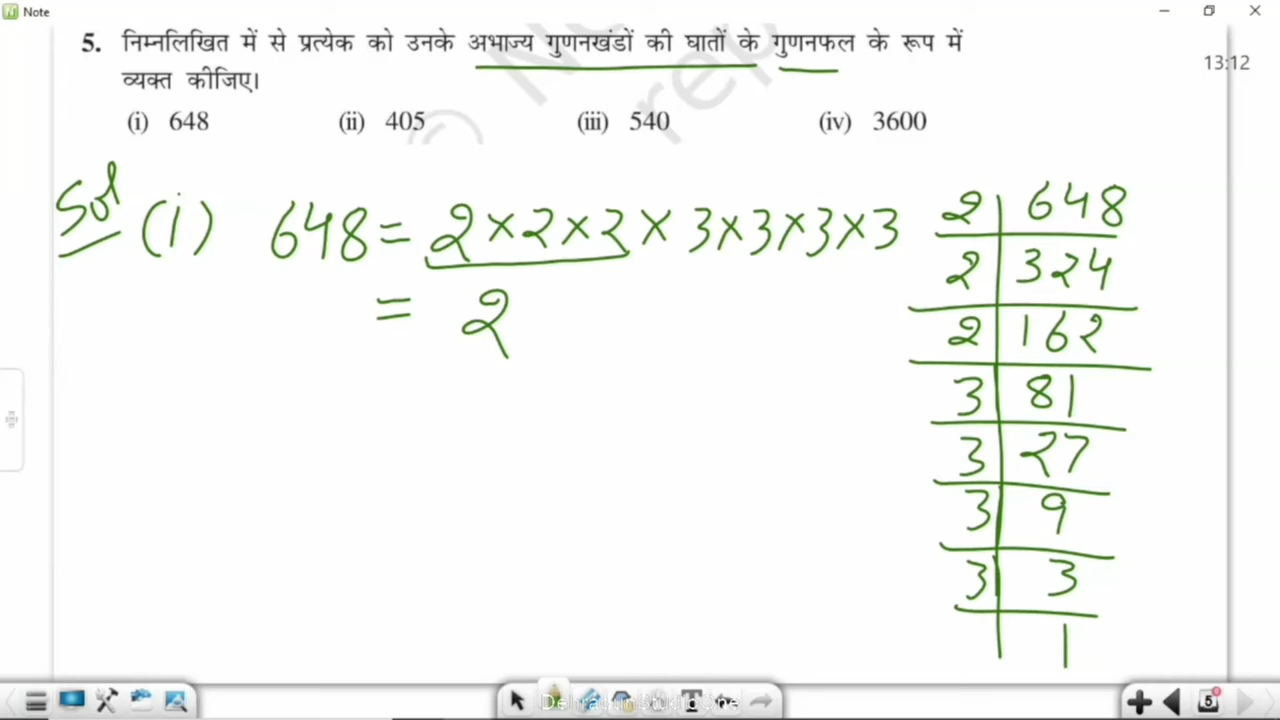 Note
5. निम्नलिखित में से प्रत्येक को उनके अभाज्य गुणनखंडों की घातों के गुणनफल के रूप में
व्यक्त कीजिए।
13:12
(i) 648 (ii) 405 (iii) 540 (iv) 3600
Sol (i) 648 = 2 × 2 × 2 × 3 × 3 × 3 × 3
= 2
2 | 648
2 | 324
2 | 162
3 | 81
3 | 27
3 | 9
3 | 3
1
5